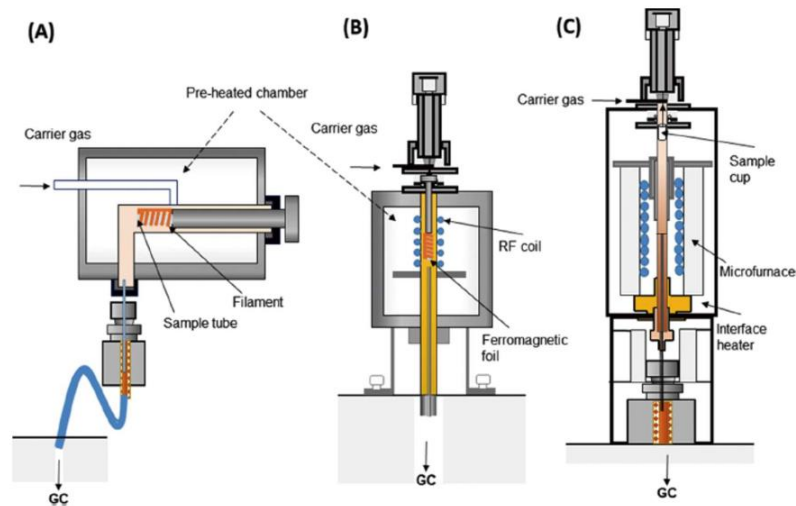 (A)
Pre-heated chamber
Carrier gas
Sample tube
Filament
GC
(B)
Carrier gas
RF coil
Ferromagnetic
foil
GC
(C)
Carrier gas
Sample
cup
Microfurnace
Interface
heater
GC